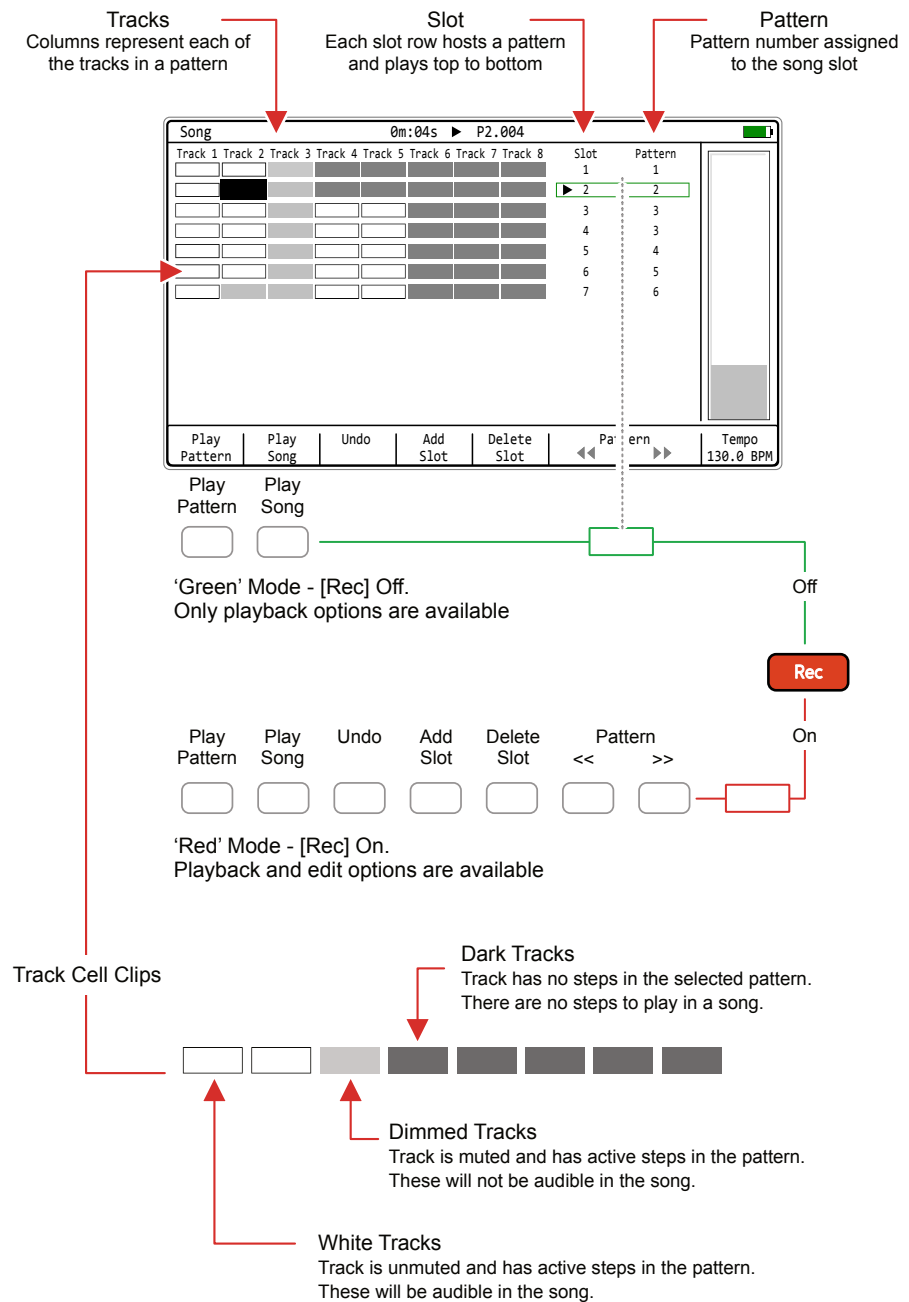 Tracks
Columns represent each of
the tracks in a pattern
Slot
Each slot row hosts a pattern
and plays top to bottom
Pattern
Pattern number assigned
to the song slot
Song 0m:04s ▶ P2.004
Track 1 Track 2 Track 3 Track 4 Track 5 Track 6 Track 7 Track 8 Slot Pattern
1 1
▶ 2 2
3 3
4 3
5 4
6 5
7 6
Play Pattern
Play Song
Undo
Add Slot
Delete Slot
Pattern
◀◀ ▶▶
Tempo
130.0 BPM
Play Pattern
Play Song
'Green' Mode - [Rec] Off.
Only playback options are available
Off
Rec
On
Play Pattern
Play Song
Undo
Add Slot
Delete Slot
Pattern
<< >>
'Red' Mode - [Rec] On.
Playback and edit options are available
Track Cell Clips
Dark Tracks
Track has no steps in the selected pattern.
There are no steps to play in a song.
Dimmed Tracks
Track is muted and has active steps in the pattern.
These will not be audible in the song.
White Tracks
Track is unmuted and has active steps in the pattern.
These will be audible in the song.